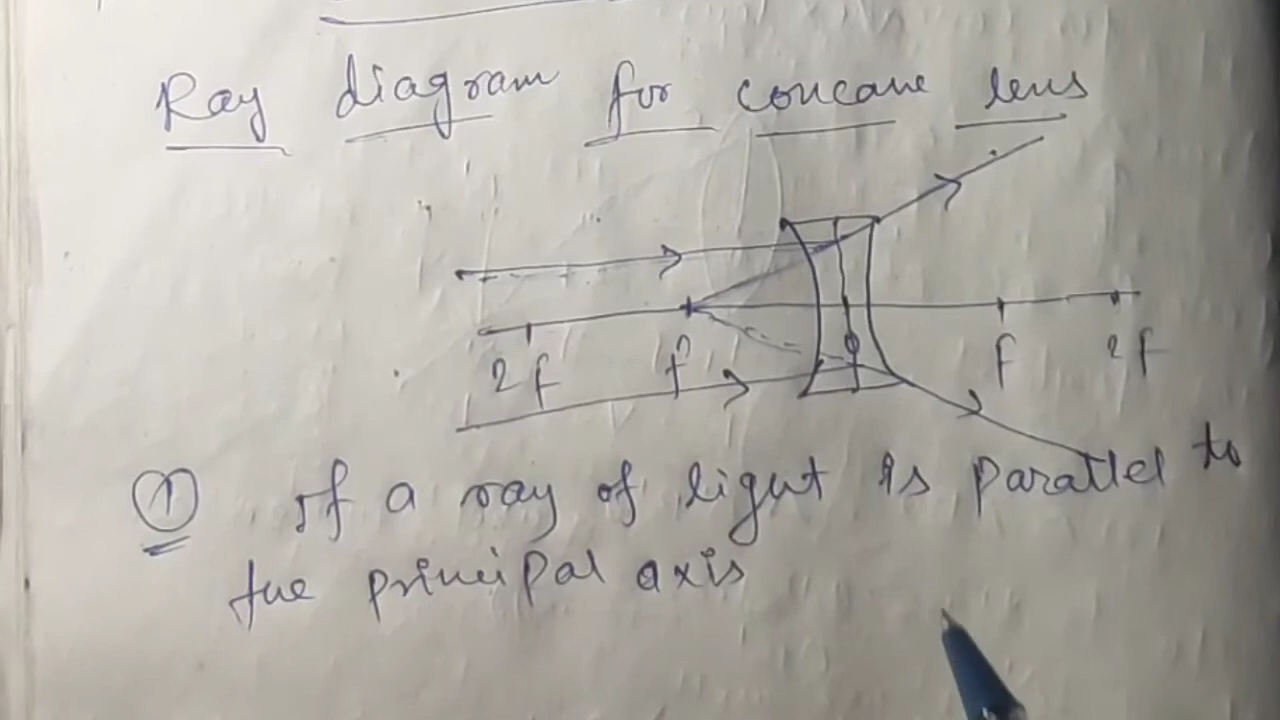 Ray diagram for concave lens
2f f f 2f
① If a ray of light is parallel to
the principal axis